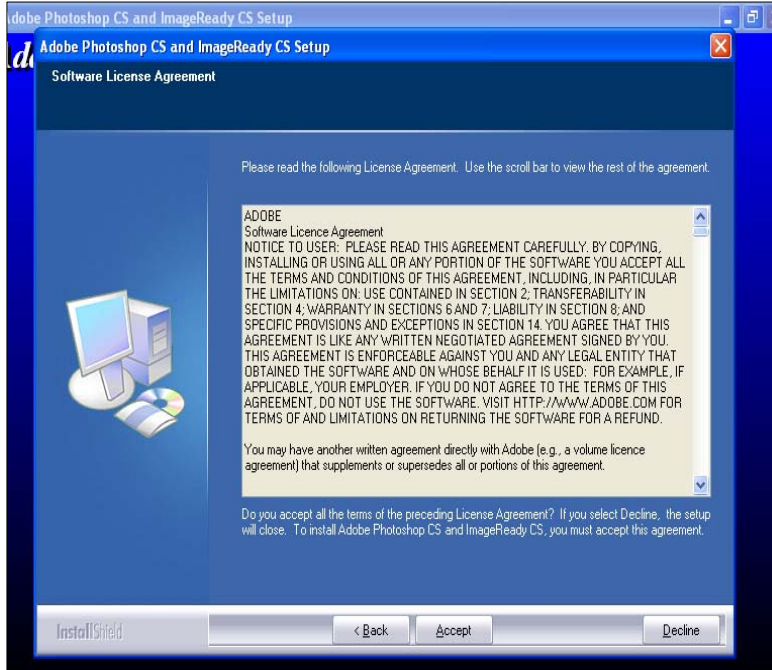 Adobe Photoshop CS and ImageReady CS Setup
Adobe Photoshop CS and ImageReady CS Setup
Software License Agreement
Please read the following License Agreement. Use the scroll bar to view the rest of the agreement.
ADOBE
Software Licence Agreement
NOTICE TO USER: PLEASE READ THIS AGREEMENT CAREFULLY. BY COPYING,
INSTALLING OR USING ALL OR ANY PORTION OF THE SOFTWARE YOU ACCEPT ALL
THE TERMS AND CONDITIONS OF THIS AGREEMENT, INCLUDING, IN PARTICULAR
THE LIMITATIONS ON: USE CONTAINED IN SECTION 2; TRANSFERABILITY IN
SECTION 4; WARRANTY IN SECTIONS 6 AND 7; LIABILITY IN SECTION 8; AND
SPECIFIC PROVISIONS AND EXCEPTIONS IN SECTION 14. YOU AGREE THAT THIS
AGREEMENT IS LIKE ANY WRITTEN NEGOTIATED AGREEMENT SIGNED BY YOU.
THIS AGREEMENT IS ENFORCEABLE AGAINST YOU AND ANY LEGAL ENTITY THAT
OBTAINED THE SOFTWARE AND ON WHOSE BEHALF IT IS USED: FOR EXAMPLE, IF
APPLICABLE, YOUR EMPLOYER. IF YOU DO NOT AGREE TO THE TERMS OF THIS
AGREEMENT, DO NOT USE THE SOFTWARE. VISIT HTTP://WWW.ADOBE.COM FOR
TERMS OF AND LIMITATIONS ON RETURNING THE SOFTWARE FOR A REFUND.
You may have another written agreement directly with Adobe (e.g., a volume licence
agreement) that supplements or supersedes all or portions of this agreement.
Do you accept all the terms of the preceding License Agreement? If you select Decline, the setup
will close. To install Adobe Photoshop CS and ImageReady CS, you must accept this agreement.
InstallShield
< Back
Accept
Decline